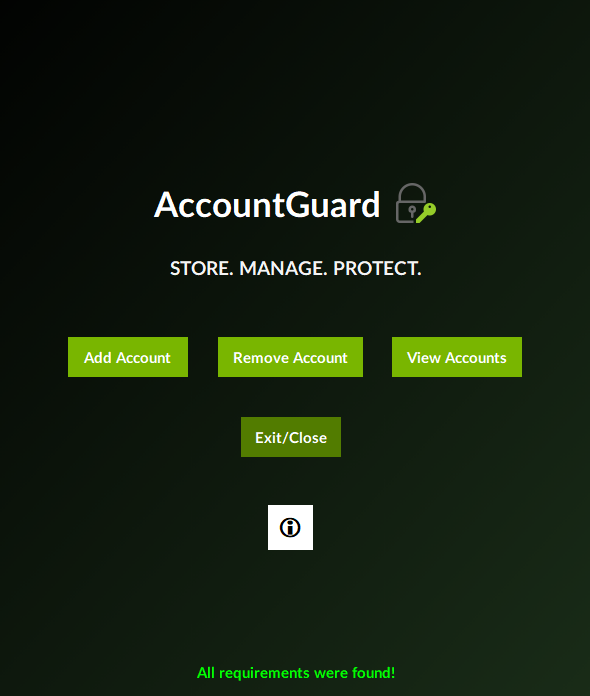 AccountGuard
STORE. MANAGE. PROTECT.
Add Account
Remove Account
View Accounts
Exit/Close
All requirements were found!